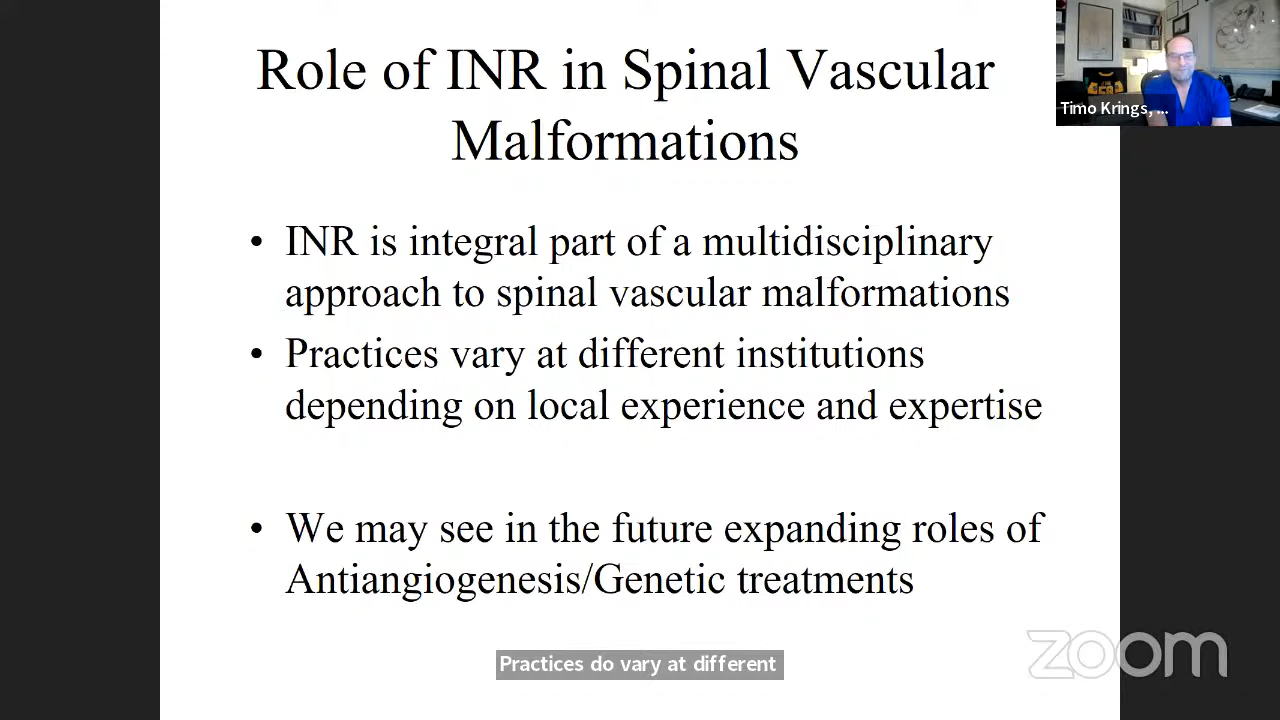 Role of INR in Spinal Vascular
Malformations
Timo Krings, ...
• INR is integral part of a multidisciplinary
approach to spinal vascular malformations
• Practices vary at different institutions
depending on local experience and expertise
• We may see in the future expanding roles of
Antiangiogenesis/Genetic treatments
Practices do vary at different
zoom